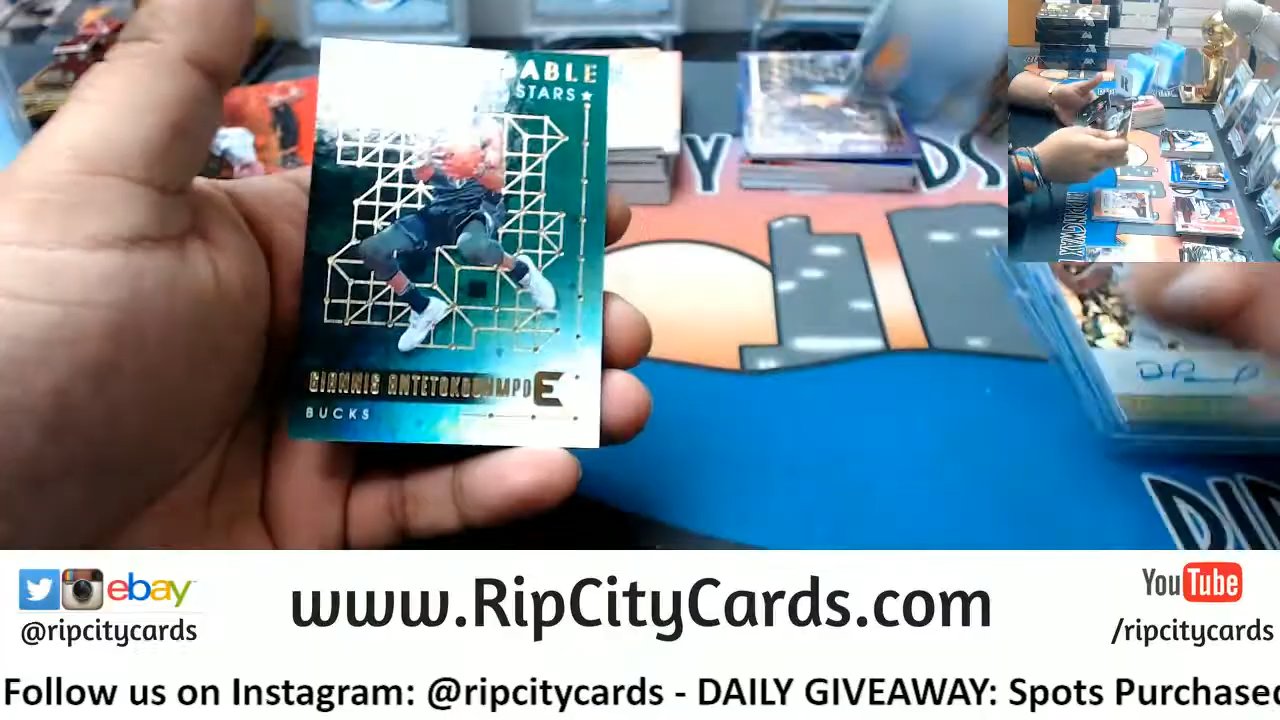 ABLE
STARS
GIANNIS ANTETOKOUNMPO E
BUCKS
Y
DS
ebay
@ripcitycards
www.RipCityCards.com
YouTube
/ripcitycards
Follow us on Instagram: @ripcitycards - DAILY GIVEAWAY: Spots Purchased